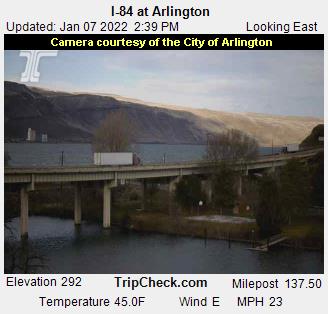 I-84 at Arlington
Updated: Jan 07 2022 2:39 PM Looking East
Camera courtesy of the City of Arlington
Elevation 292 TripCheck.com Milepost 137.50
Temperature 45.0F Wind E MPH 23